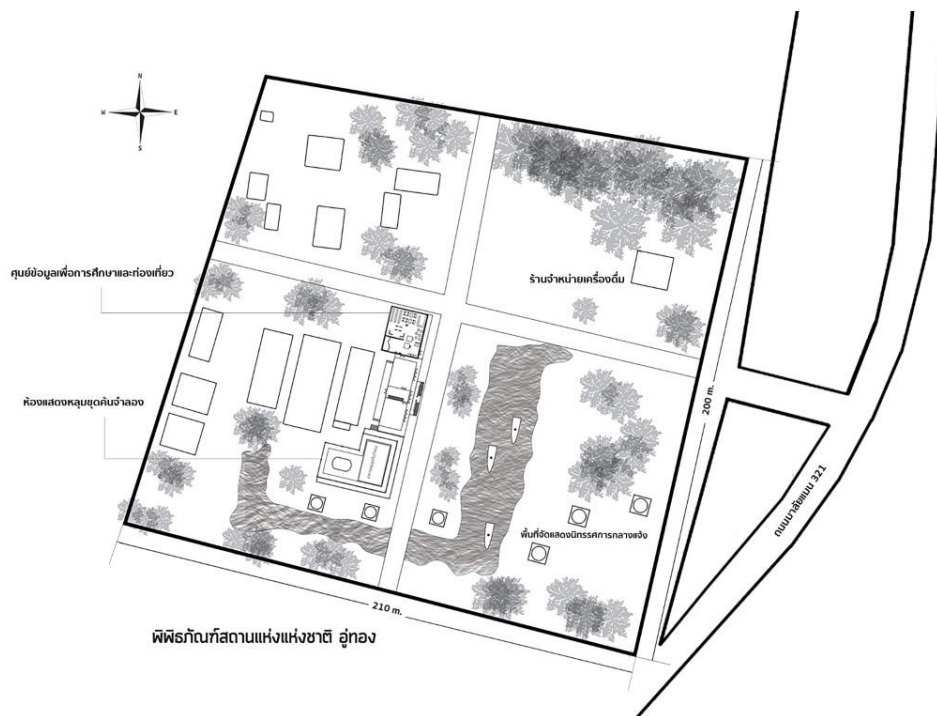 N
W
E
S
ศูนย์ข้อมูลเพื่อการศึกษาและท่องเที่ยว
ร้านจำหน่ายเครื่องดื่ม
ห้องแสดงหลุมขุดค้นจำลอง
200 m.
ถนนมาลัยแมน 321
พื้นที่จัดแสดงนิทรรศการกลางแจ้ง
210 m.
พิพิธภัณฑ์สถานแห่งแห่งชาติ อู่ทอง